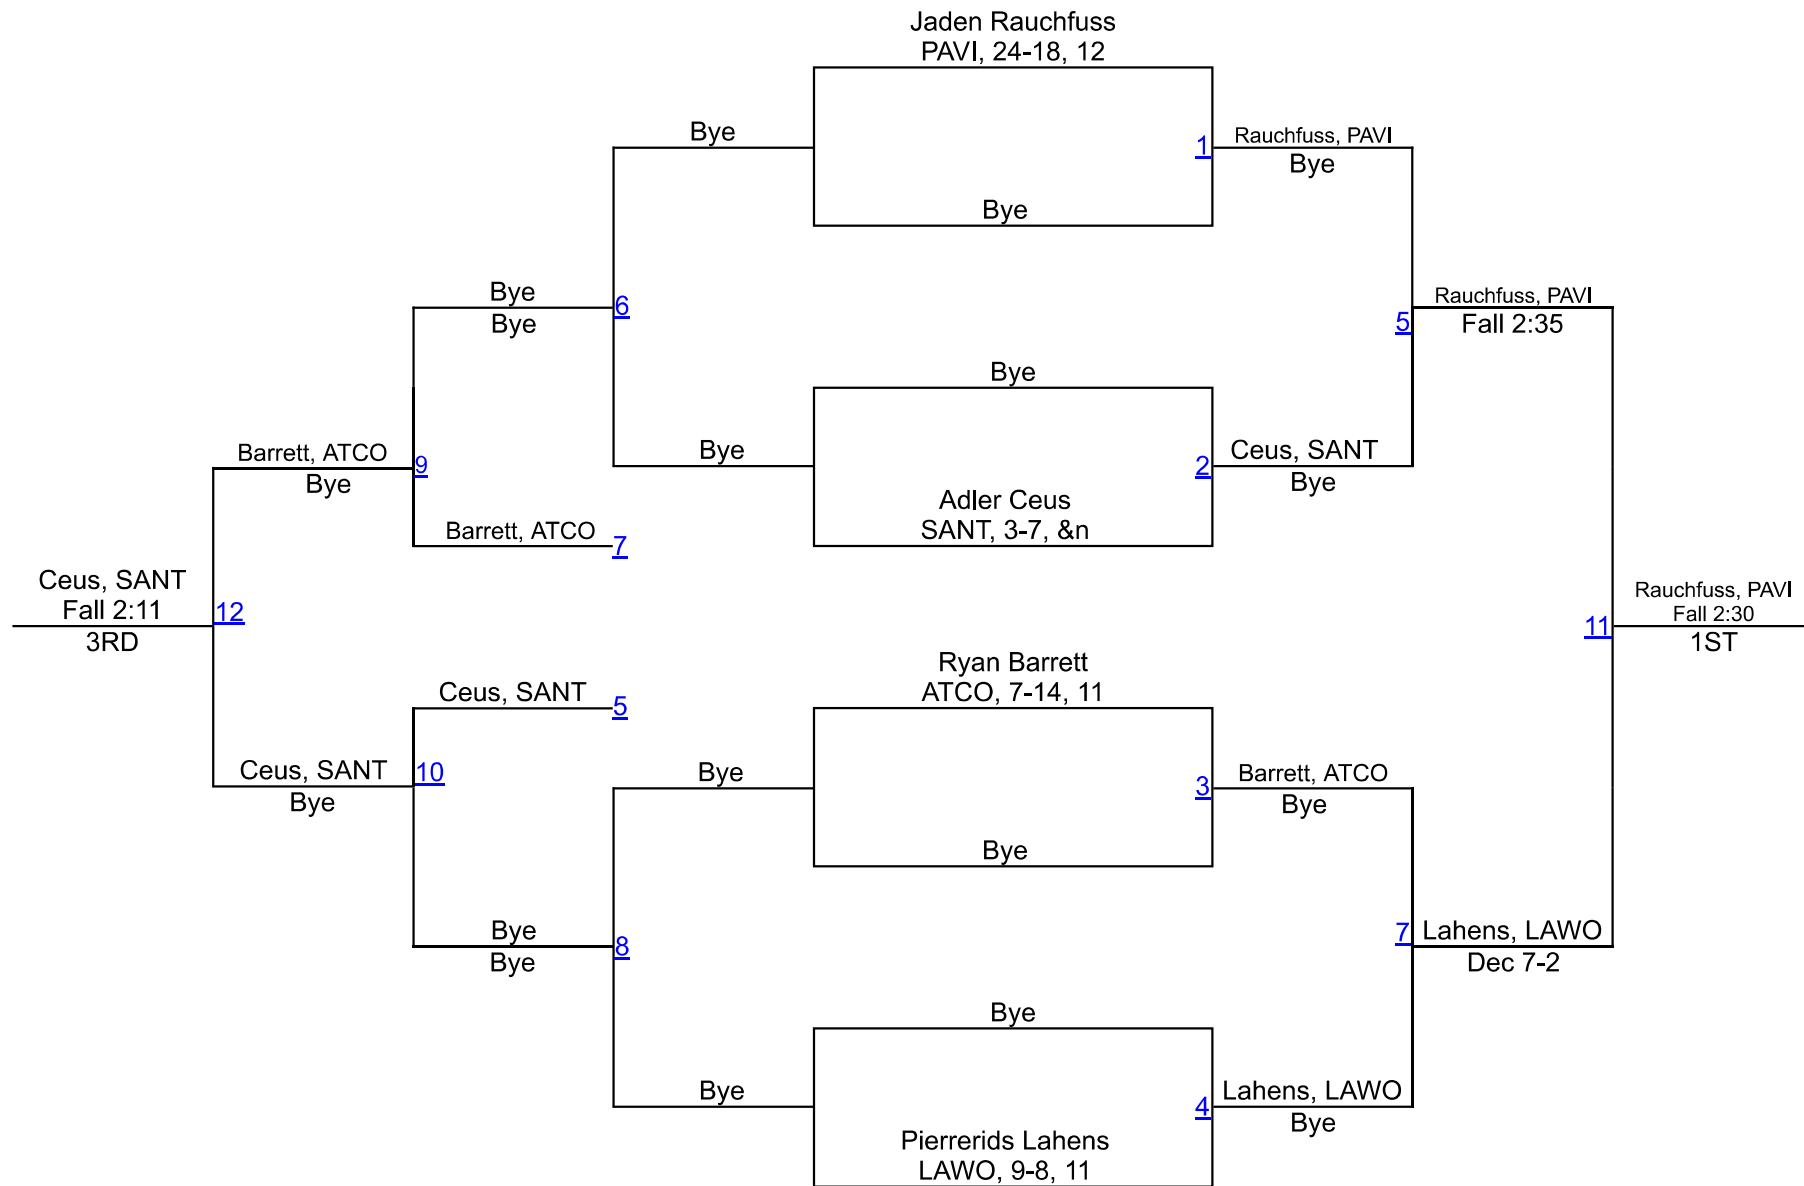 Jaden Rauchfuss
PAVI, 24-18, 12
Bye
1
Rauchfuss, PAVI
Bye
Bye
Bye
Bye
6
5
Rauchfuss, PAVI
Fall 2:35
Bye
Bye
2
Ceus, SANT
Bye
Adler Ceus
SANT, 3-7, &n
Barrett, ATCO
Bye
9
Barrett, ATCO
7
Ceus, SANT
Fall 2:11
3RD
12
11
Rauchfuss, PAVI
Fall 2:30
1ST
Ryan Barrett
ATCO, 7-14, 11
Ceus, SANT
5
Ceus, SANT
Bye
10
Bye
3
Barrett, ATCO
Bye
Bye
Bye
Bye
8
7
Lahens, LAWO
Dec 7-2
Bye
Bye
4
Lahens, LAWO
Bye
Pierrerids Lahens
LAWO, 9-8, 11